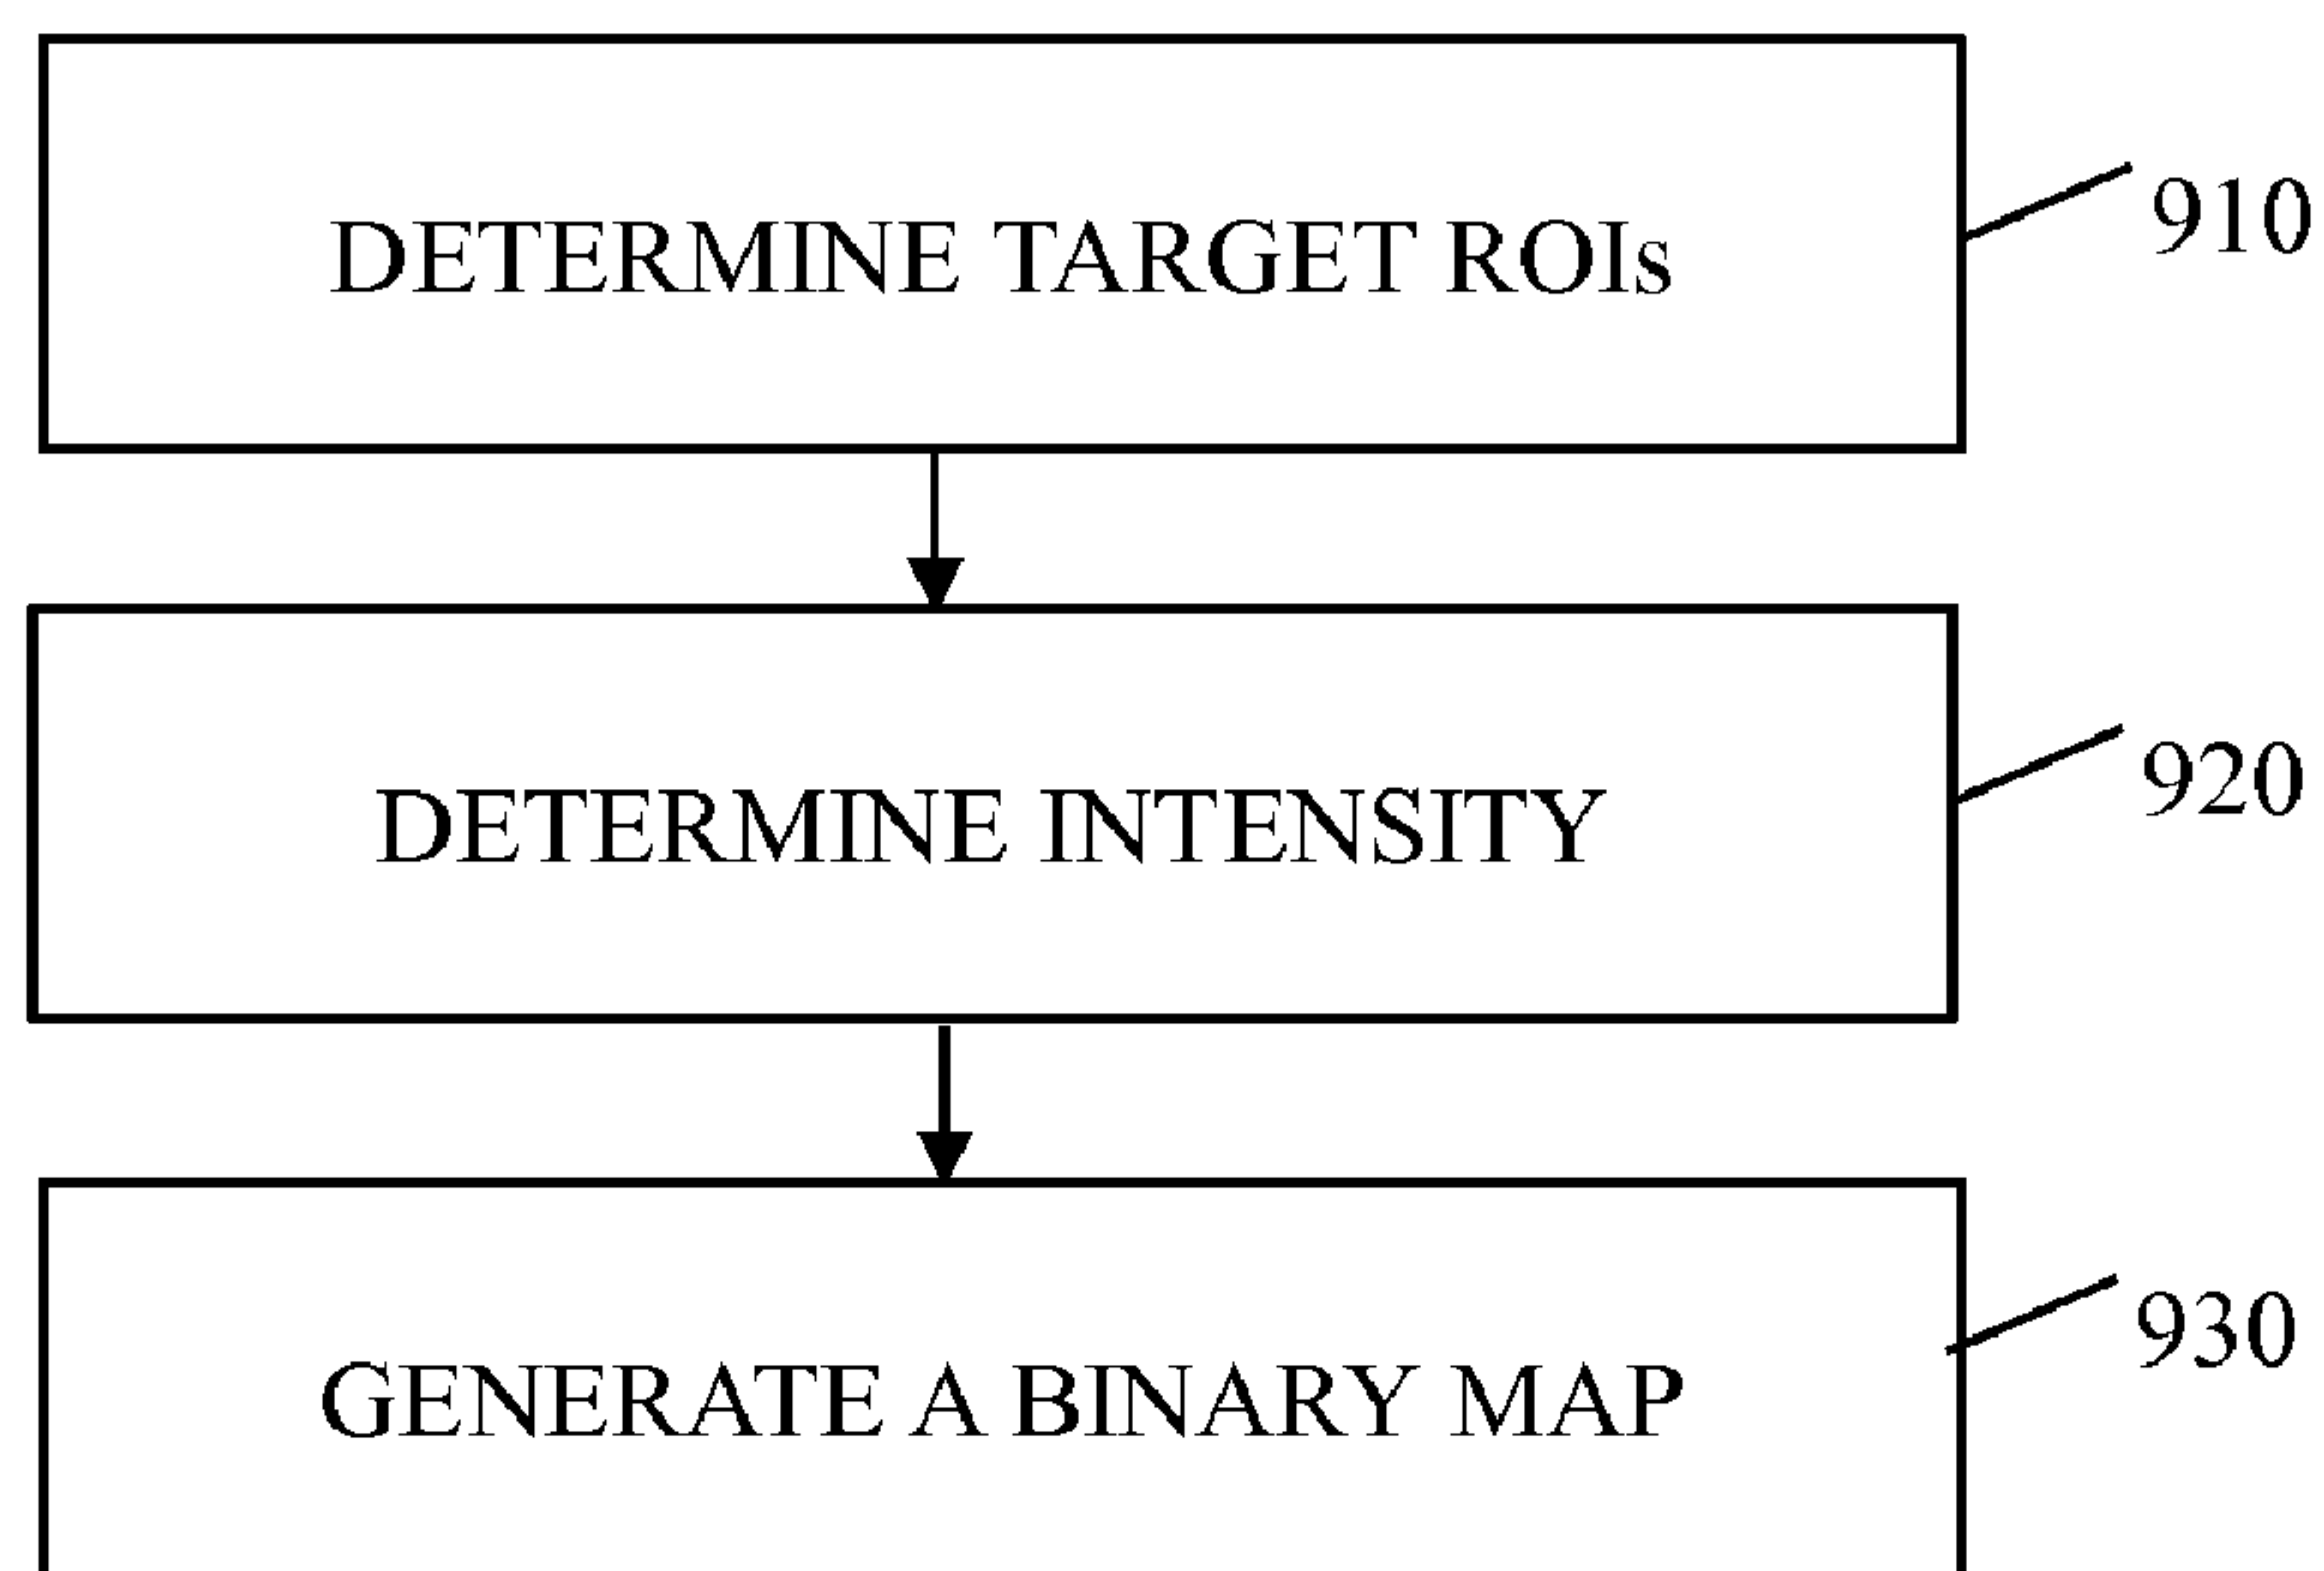 DETERMINE TARGET ROIs
910
DETERMINE INTENSITY
920
GENERATE A BINARY MAP
930